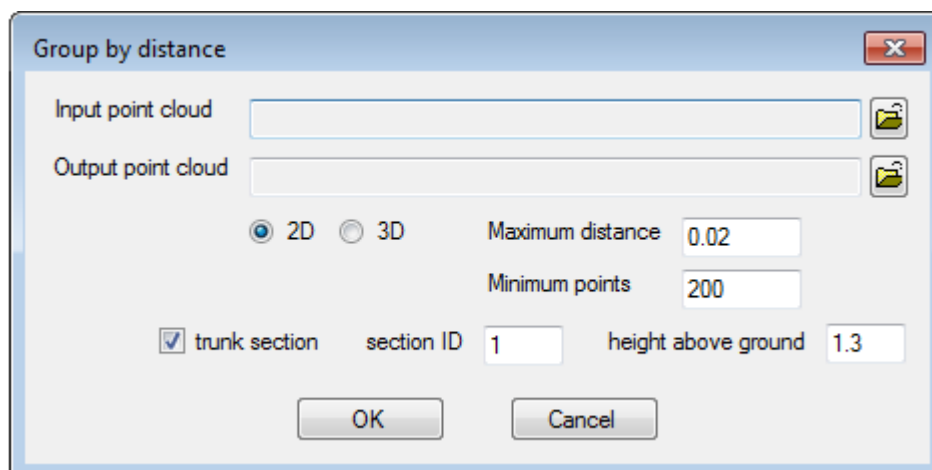 Group by distance
Input point cloud
Output point cloud
2D 3D Maximum distance 0.02
Minimum points 200
trunk section section ID 1 height above ground 1.3
OK Cancel